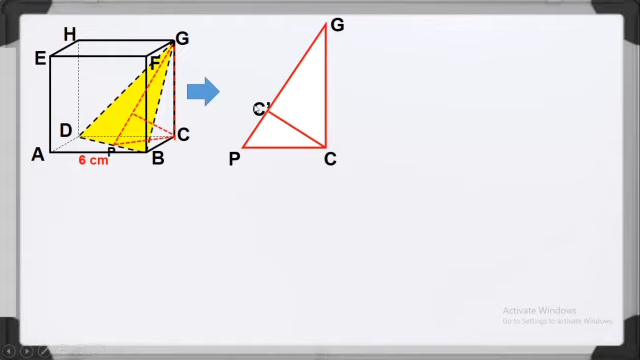 H
G
E
F
D
C
A
P
B
6 cm
G
C'
P
C
Activate Windows
Go to Settings to activate Windows.